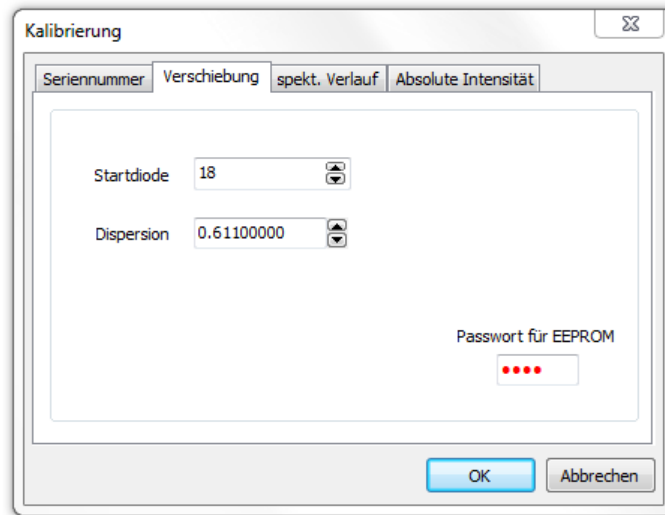 Kalibrierung
Seriennummer Verschiebung spekt. Verlauf Absolute Intensität
Startdiode 18
Dispersion 0.61100000
Passwort für EEPROM
••••
OK Abbrechen